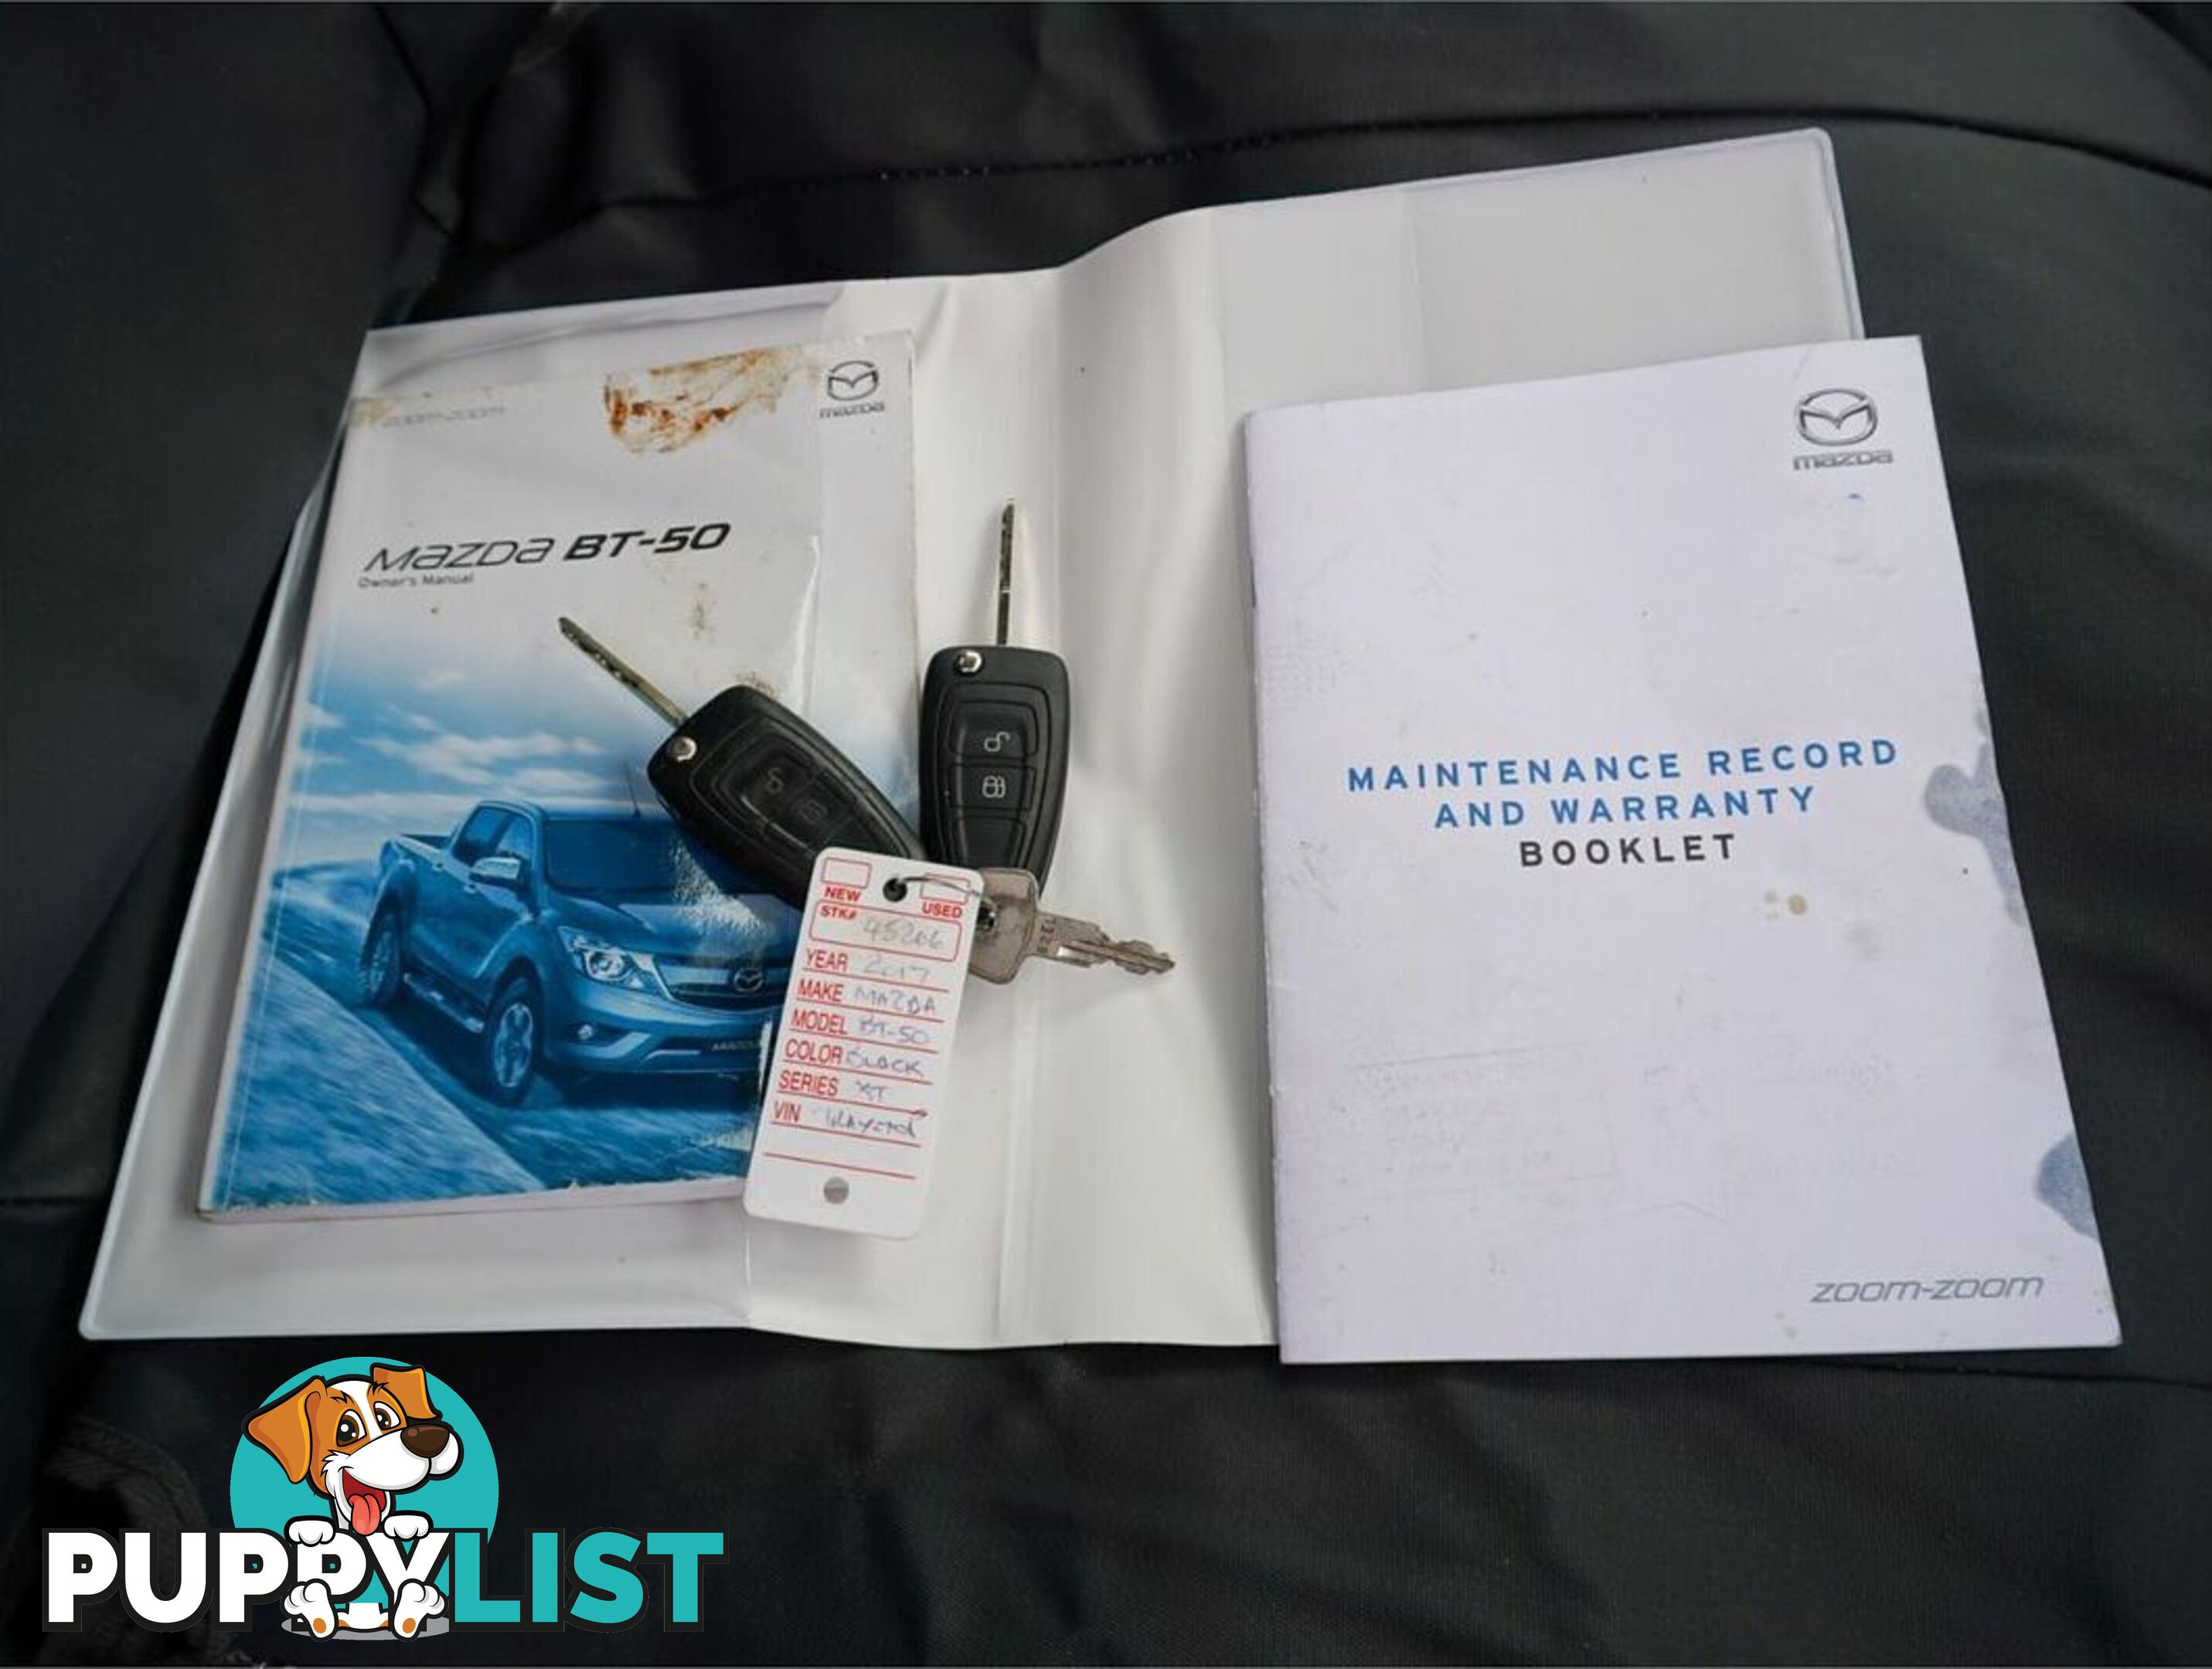 zoom-zoom
mazda
mazda BT-50
Owner's Manual
NEW
USED
STK# 45206
YEAR 2017
MAKE MAZDA
MODEL BT-50
COLOR BLACK
SERIES XT
VIN
mazda
MAINTENANCE RECORD
AND WARRANTY
BOOKLET
zoom-zoom
PUPPYLIST